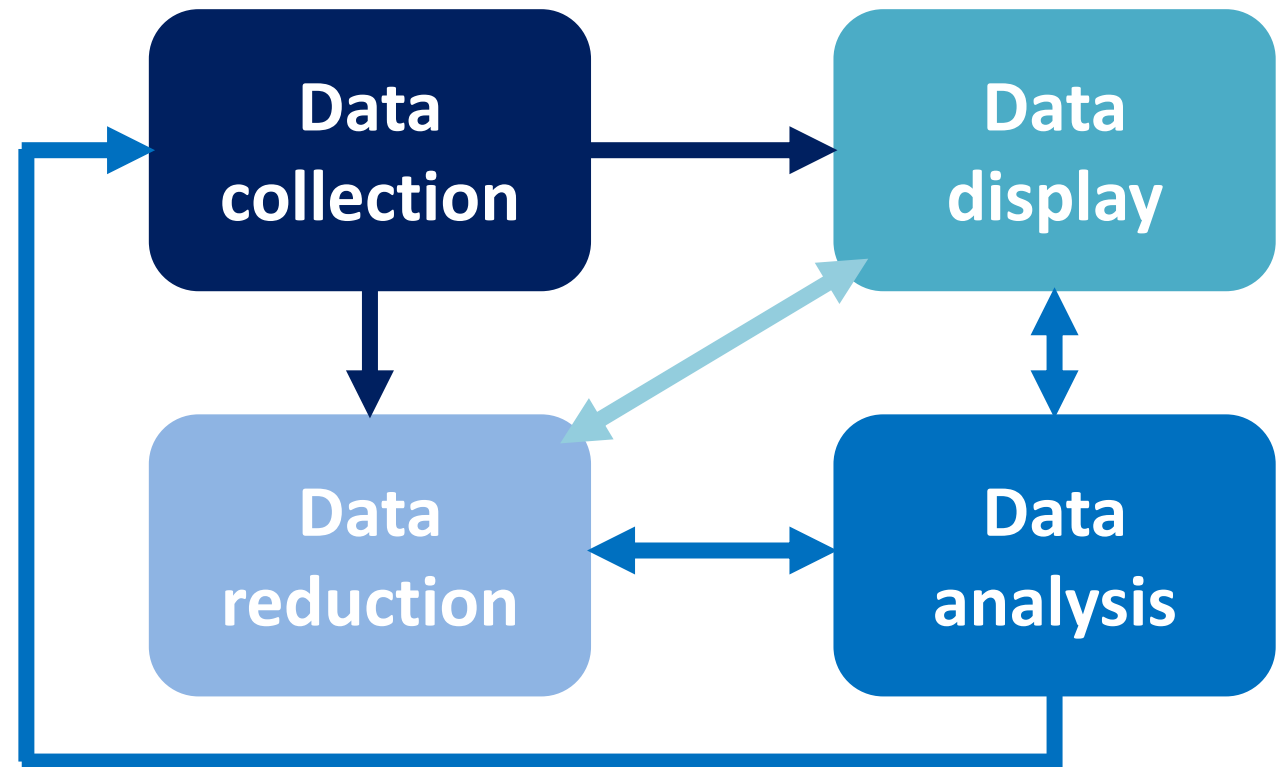 Data
collection
Data
display
Data
reduction
Data
analysis